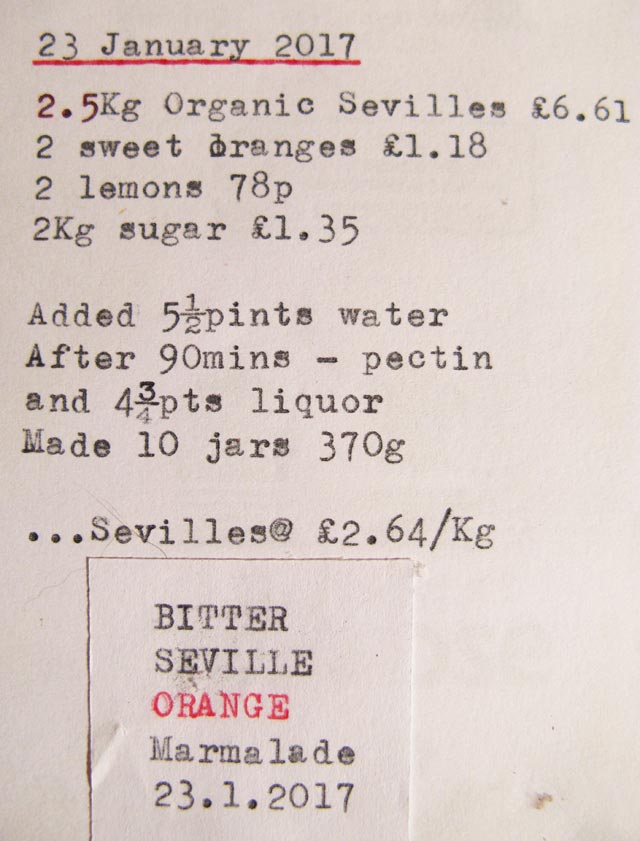 23 January 2017
2.5Kg Organic Sevilles £6.61
2 sweet oranges £1.18
2 lemons 78p
2Kg sugar £1.35
Added 5½pints water
After 90mins - pectin
and 4¾pts liquor
Made 10 jars 370g
...Sevilles@ £2.64/Kg
BITTER
SEVILLE
ORANGE
Marmalade
23.1.2017